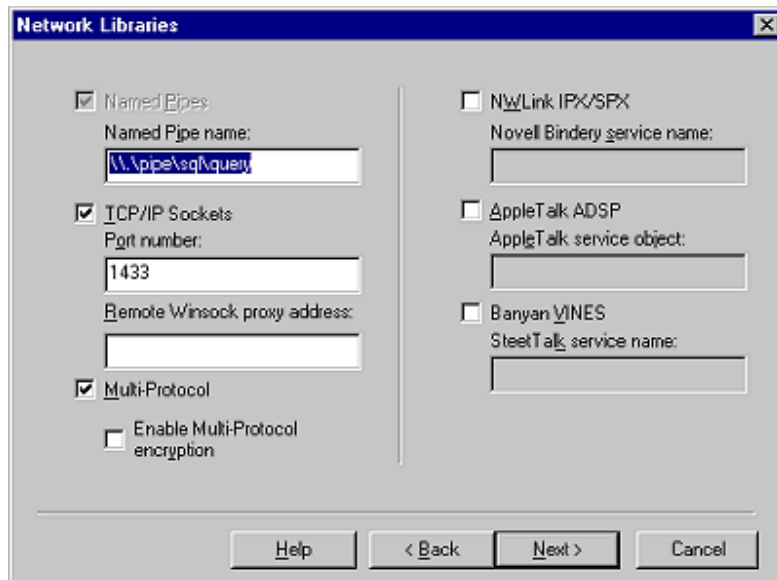 Network Libraries
Named Pipes
Named Pipe name:
\\.\pipe\sql\query
TCP/IP Sockets
Port number:
1433
Remote Winsock proxy address:
Multi-Protocol
Enable Multi-Protocol
encryption
NWLink IPX/SPX
Novell Bindery service name:
AppleTalk ADSP
AppleTalk service object:
Banyan VINES
SteetTalk service name:
Help
< Back
Next >
Cancel